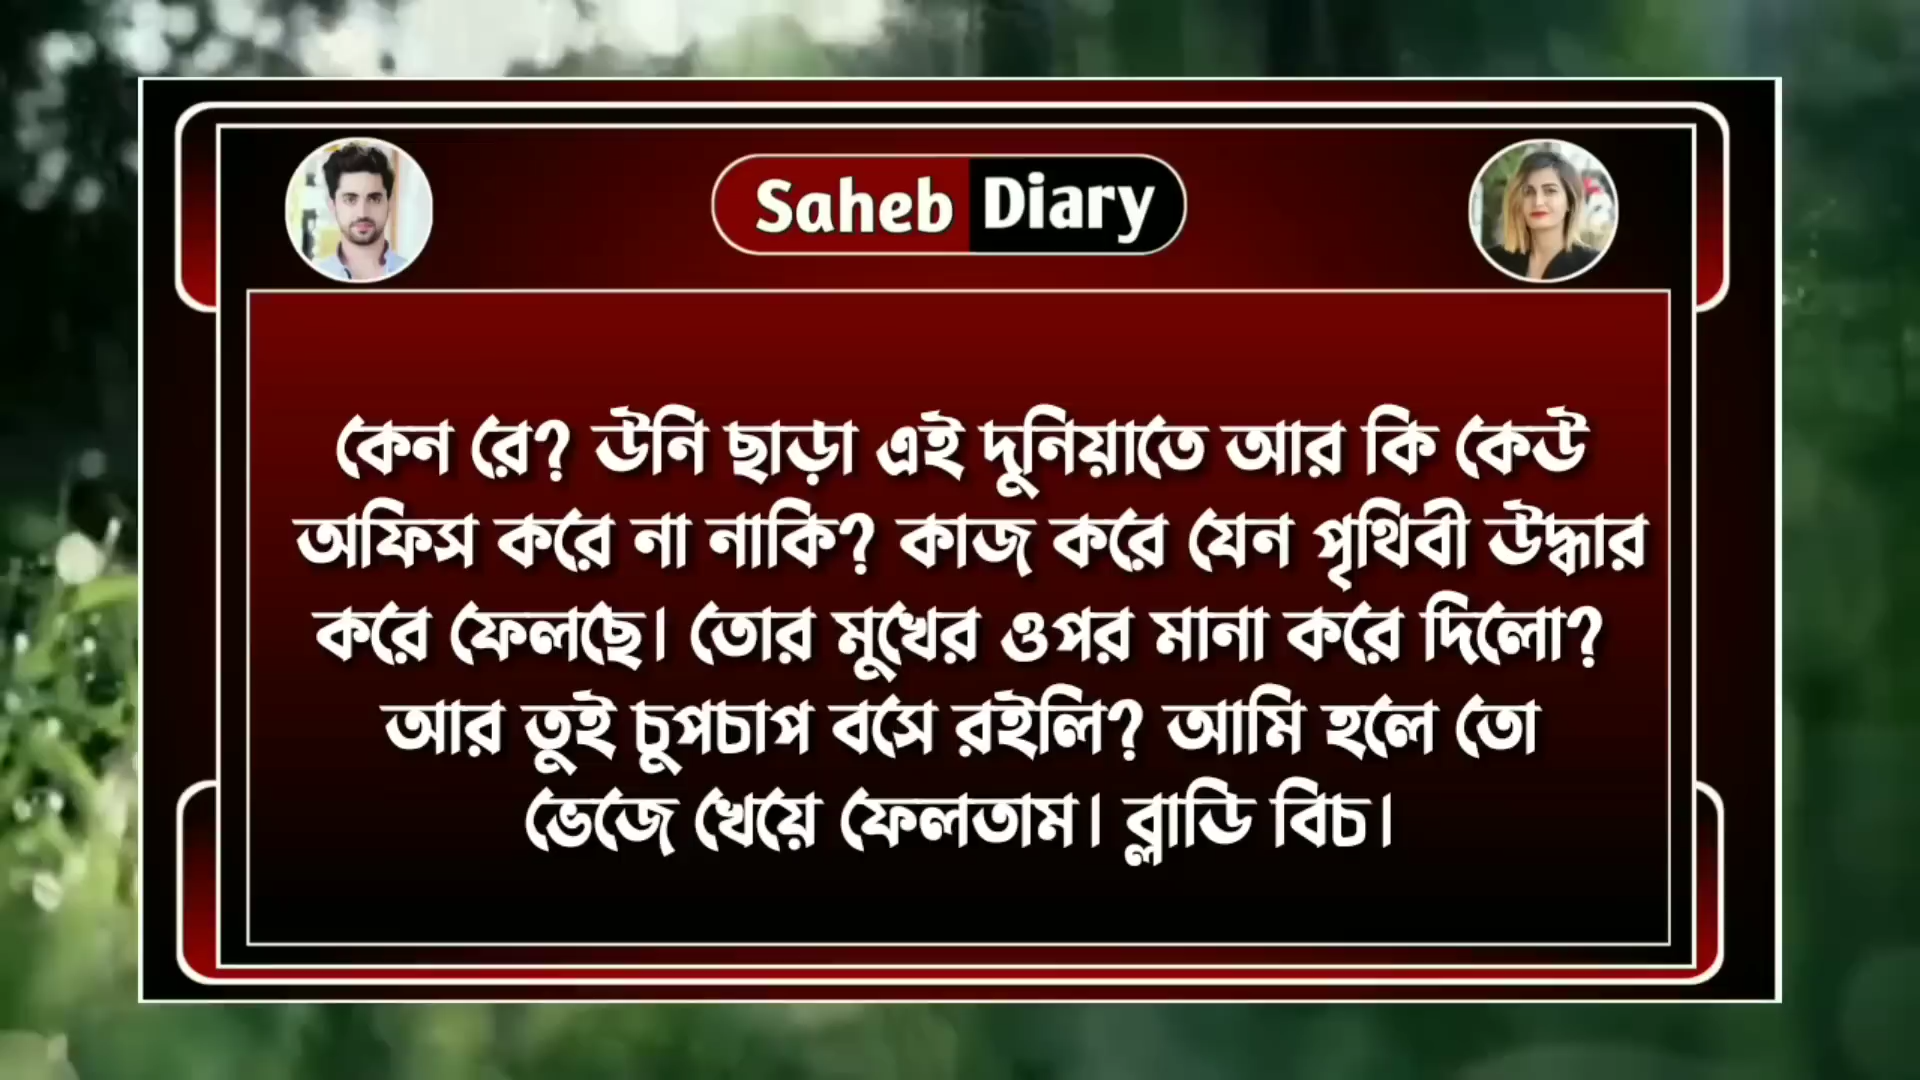 Saheb Diary
কেন রে? উনি ছাড়া এই দুনিয়াতে আর কি কেউ
অফিস করে না নাকি? কাজ করে যেন পৃথিবী উদ্ধার
করে ফেলছে। তোর মুখের ওপর মানা করে দিলো?
আর তুই চুপচাপ বসে রইলি? আমি হলে তো
ভেজে খেয়ে ফেলতাম। ব্লাডি বিচ।